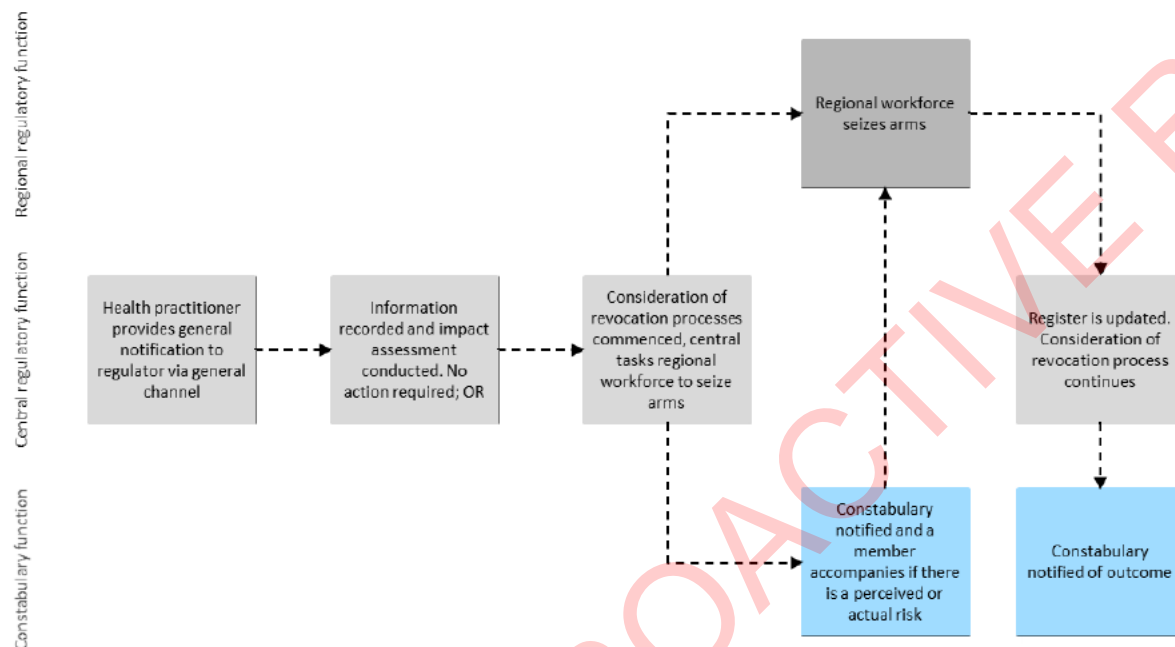 Regional regulatory function
Regional workforce
seizes arms
Central regulatory function
Health practitioner
provides general
notification to
regulator via general
channel
Information
recorded and impact
assessment
conducted. No
action required; OR
Consideration of
revocation processes
commenced, central
tasks regional
workforce to seize
arms
Register is updated.
Consideration of
revocation process
continues
Constabulary function
Constabulary
notified and a
member
accompanies if there
is a perceived or
actual risk
Constabulary
notified of outcome
OACTIVE